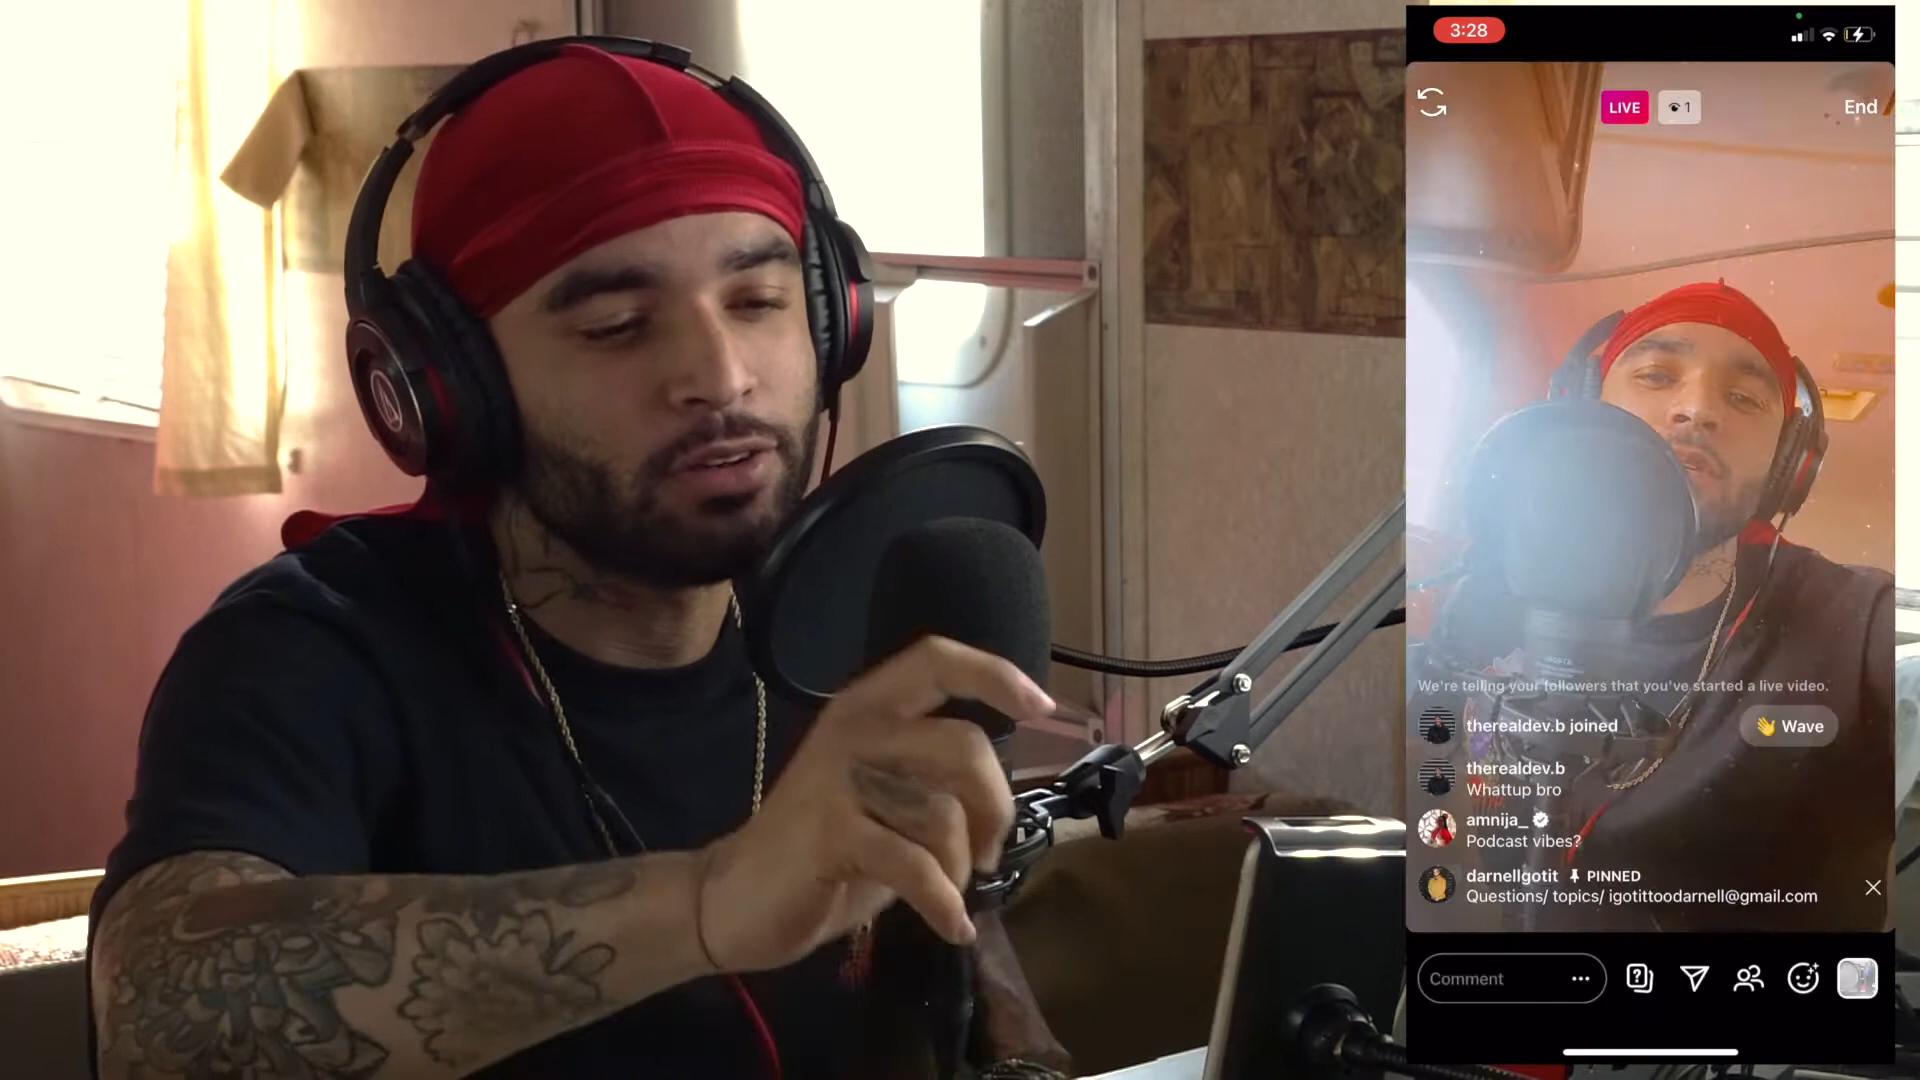 3:28
LIVE
1
End
We're telling your followers that you've started a live video.
therealdev.b joined
Wave
therealdev.b
Whattup bro
amnija_
Podcast vibes?
darnellgotit PINNED
Questions/ topics/ igotittoodarnell@gmail.com
Comment